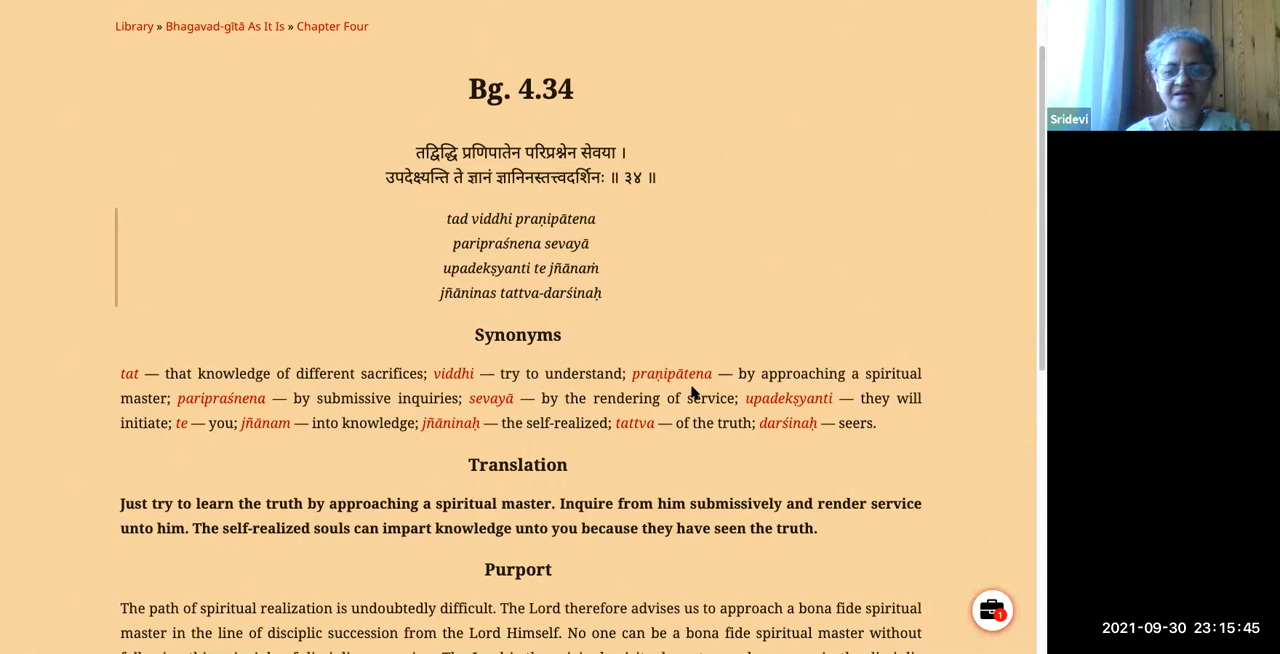 Library » Bhagavad-gītā As It Is » Chapter Four
Bg. 4.34
तद्विद्धि प्रणिपातेन परिप्रश्न‍ेन सेवया ।
उपदेक्ष्यन्ति ते ज्ञानं ज्ञानिनस्तत्त्वदर्शिनः ॥ ३४ ॥
tad viddhi praṇipātena
paripraśnena sevayā
upadekṣyanti te jñānaṁ
jñāninas tattva-darśinaḥ
Synonyms
tat — that knowledge of different sacrifices; viddhi — try to understand; praṇipātena — by approaching a spiritual
master; paripraśnena — by submissive inquiries; sevayā — by the rendering of service; upadekṣyanti — they will
initiate; te — you; jñānam — into knowledge; jñāninaḥ — the self-realized; tattva — of the truth; darśinaḥ — seers.
Translation
Just try to learn the truth by approaching a spiritual master. Inquire from him submissively and render service
unto him. The self-realized souls can impart knowledge unto you because they have seen the truth.
Purport
The path of spiritual realization is undoubtedly difficult. The Lord therefore advises us to approach a bona fide spiritual
master in the line of disciplic succession from the Lord Himself. No one can be a bona fide spiritual master without
Sridevi
1
2021-09-30 23:15:45